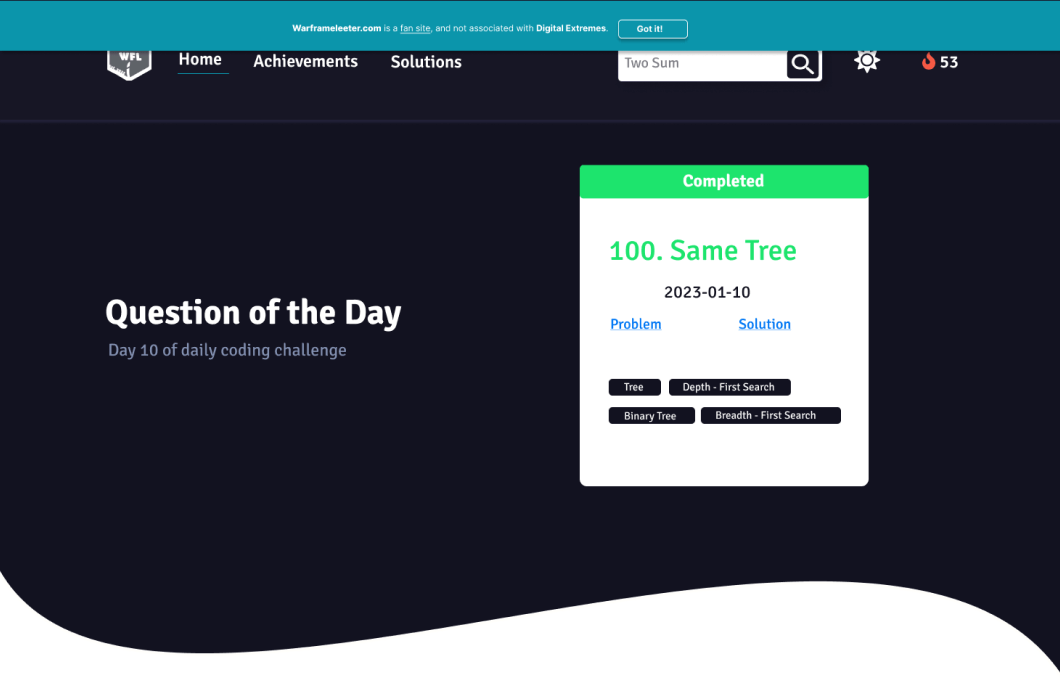 Warframeleeter.com is a fan site, and not associated with Digital Extremes. Got it!
WFL
Home Achievements Solutions Two Sum 53
Completed
100. Same Tree
2023-01-10
Problem Solution
Question of the Day
Day 10 of daily coding challenge
Tree Depth - First Search
Binary Tree Breadth - First Search